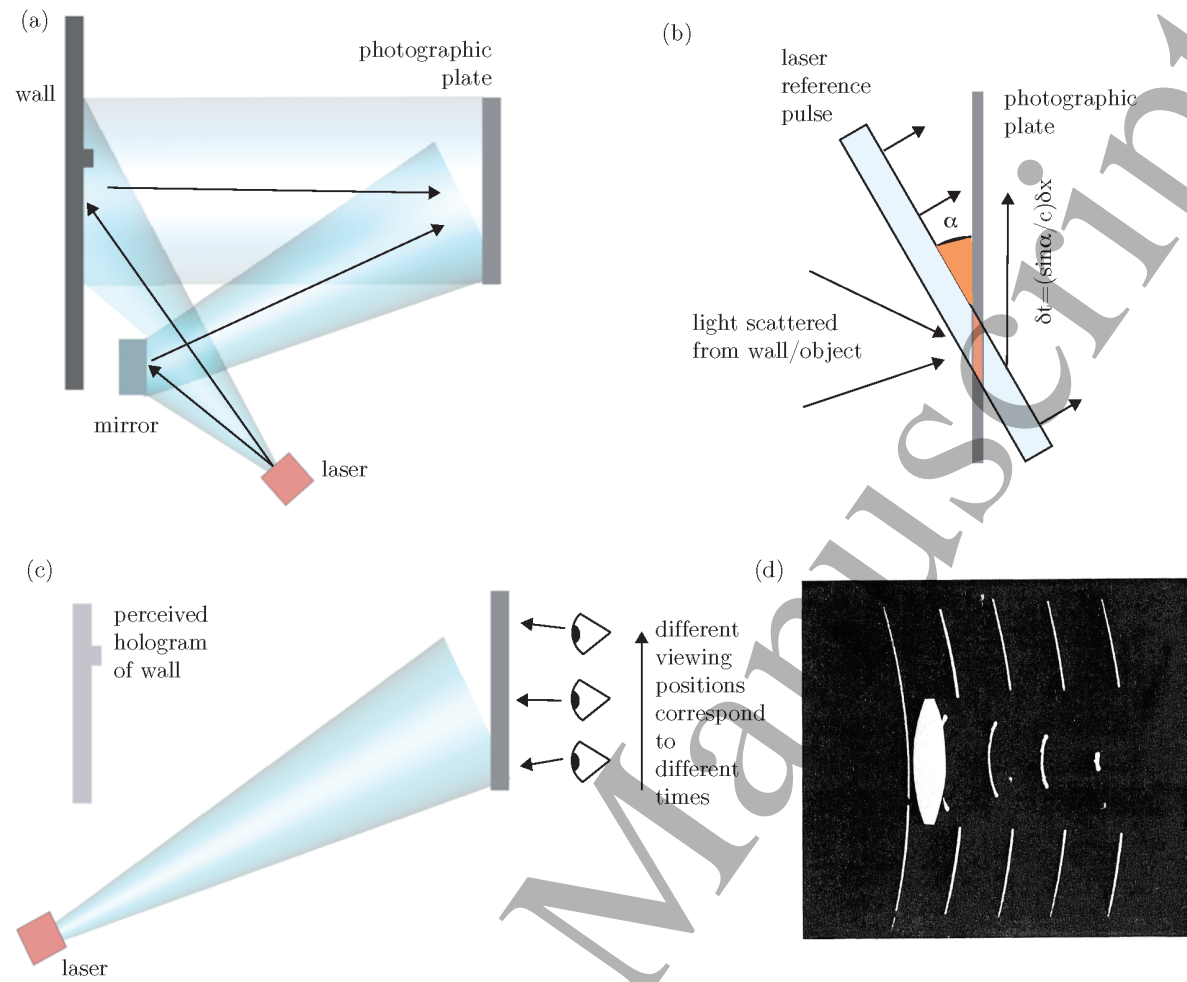 (a)
wall
photographic
plate
mirror
laser
(b)
laser
reference
pulse
photographic
plate
α
δt=(sinα/c)δx
light scattered
from wall/object
(c)
perceived
hologram
of wall
different
viewing
positions
correspond
to
different
times
laser
(d)
Manuscript